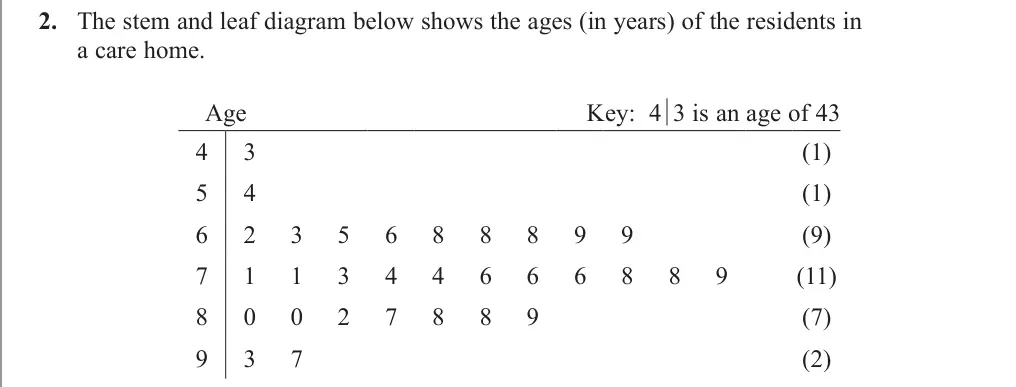 2. The stem and leaf diagram below shows the ages (in years) of the residents in
a care home.
Age Key: 4|3 is an age of 43
4 3 (1)
5 4 (1)
6 2 3 5 6 8 8 8 9 9 (9)
7 1 1 3 4 4 6 6 6 8 8 9 (11)
8 0 0 2 7 8 8 9 (7)
9 3 7 (2)